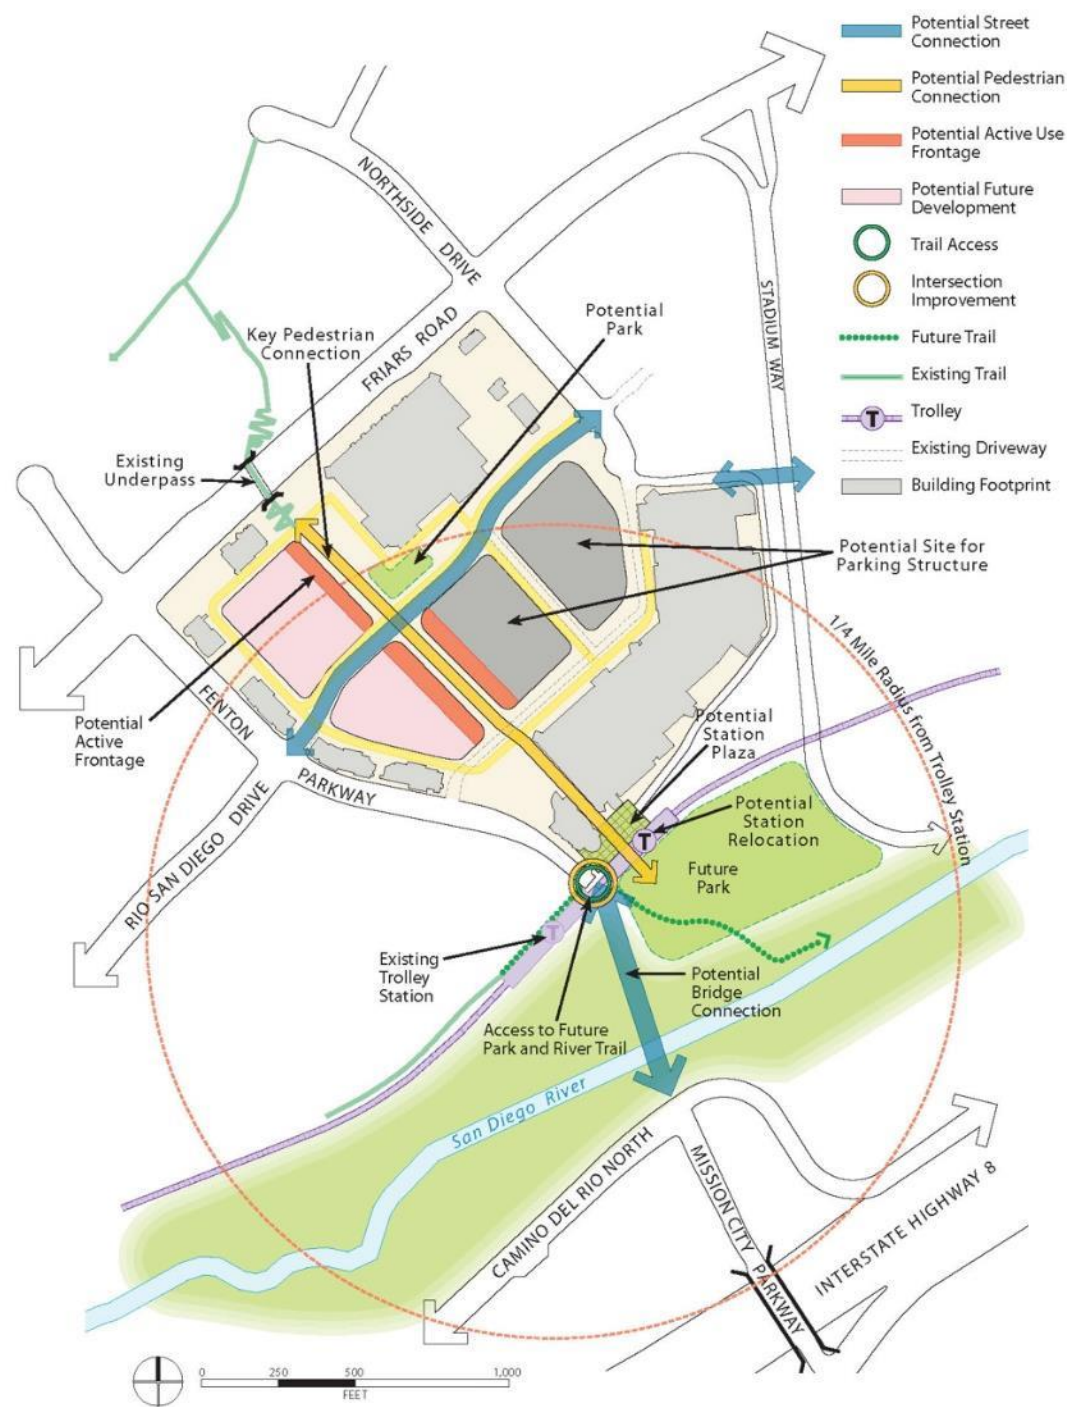 Potential Street
Connection
Potential Pedestrian
Connection
Potential Active Use
Frontage
Potential Future
Development
Trail Access
Intersection
Improvement
Future Trail
Existing Trail
T
Trolley
Existing Driveway
Building Footprint
NORTHSIDE DRIVE
STADIUM WAY
FRIARS ROAD
Key Pedestrian
Connection
Potential
Park
Existing
Underpass
Potential Site for
Parking Structure
1/4 Mile Radius from Trolley Station
FENTON
PARKWAY
Potential
Active
Frontage
RIO SAN DIEGO DRIVE
Potential
Station
Plaza
Potential
Station
Relocation
T
Future
Park
T
Existing
Trolley
Station
Potential
Bridge
Connection
Access to Future
Park and River Trail
San Diego River
CAMINO DEL RIO NORTH
MISSION CITY PARKWAY
INTERSTATE HIGHWAY 8
0 250 500 1,000
FEET